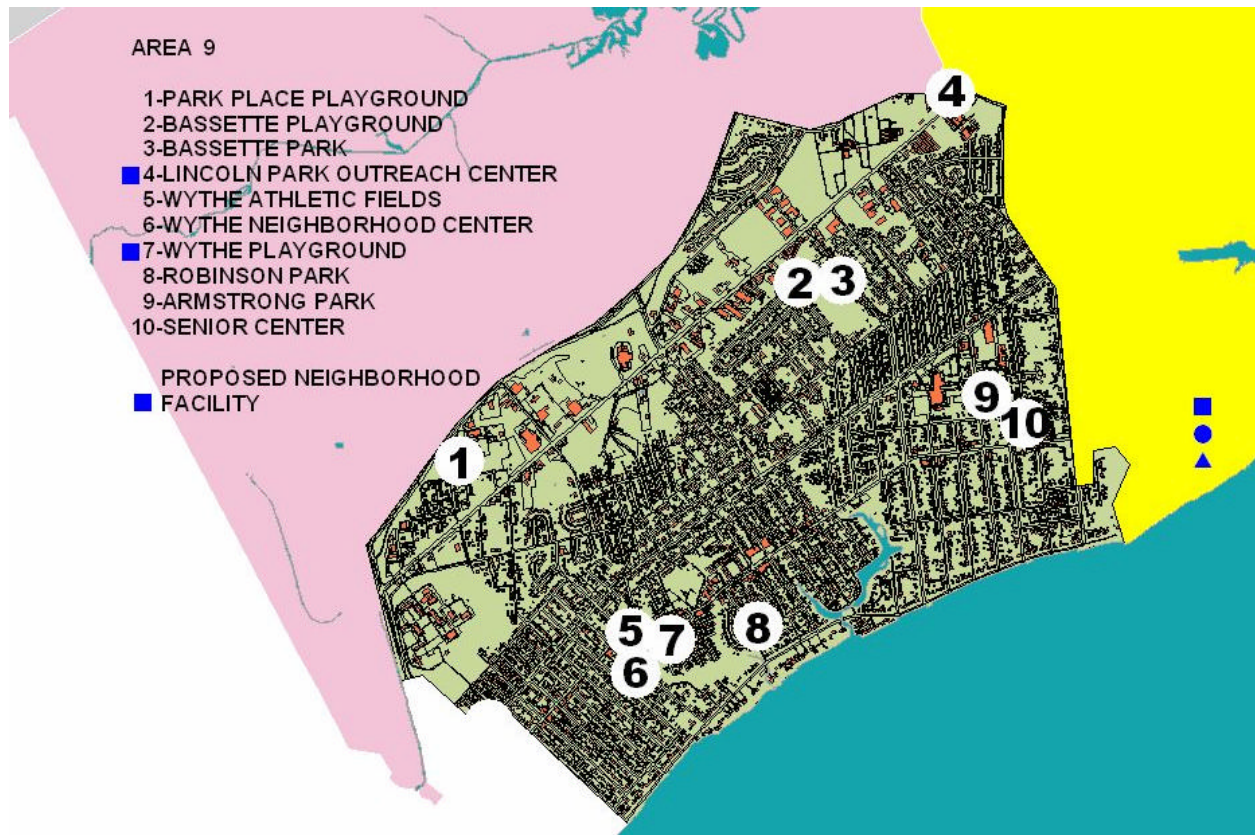 AREA 9
1-PARK PLACE PLAYGROUND
2-BASSETTE PLAYGROUND
3-BASSETTE PARK
4-LINCOLN PARK OUTREACH CENTER
5-WYTHE ATHLETIC FIELDS
6-WYTHE NEIGHBORHOOD CENTER
7-WYTHE PLAYGROUND
8-ROBINSON PARK
9-ARMSTRONG PARK
10-SENIOR CENTER
PROPOSED NEIGHBORHOOD
FACILITY
4
2 3
9
10
1
5 7 8
6